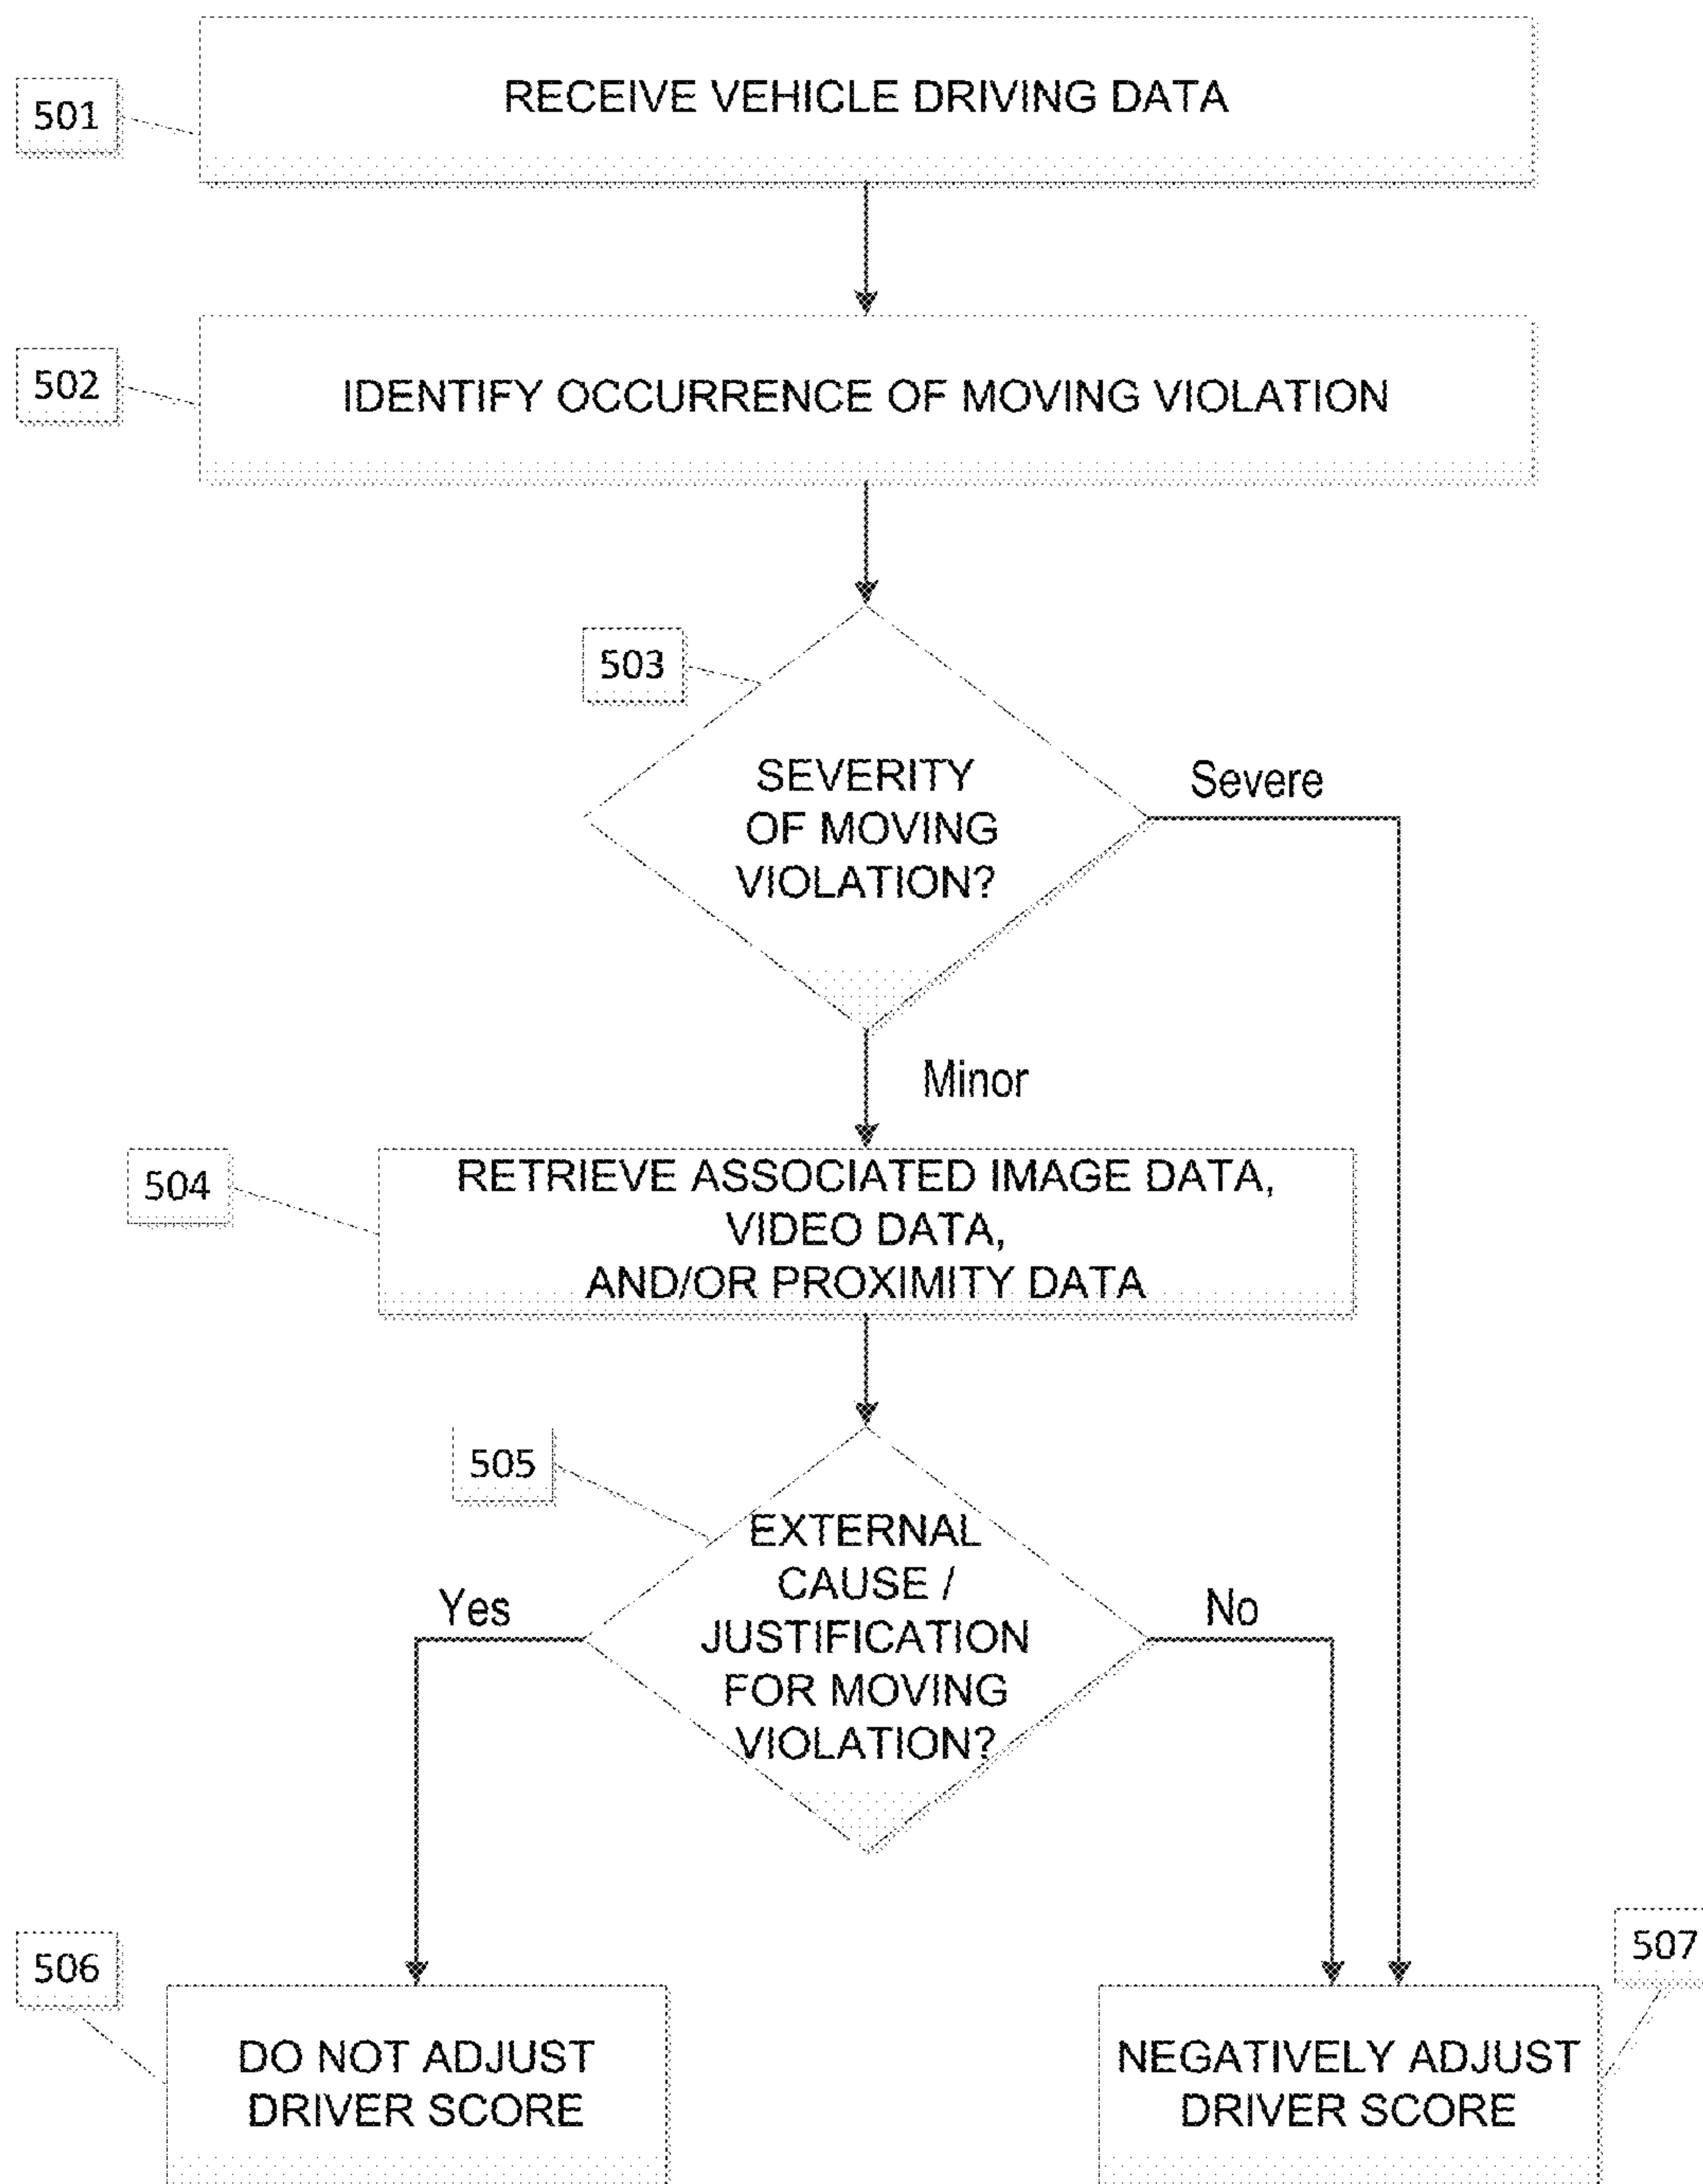 501
RECEIVE VEHICLE DRIVING DATA
502
IDENTIFY OCCURRENCE OF MOVING VIOLATION
503
SEVERITY
OF MOVING
VIOLATION?
Severe
Minor
504
RETRIEVE ASSOCIATED IMAGE DATA,
VIDEO DATA,
AND/OR PROXIMITY DATA
505
EXTERNAL
CAUSE /
JUSTIFICATION
FOR MOVING
VIOLATION?
Yes
No
506
DO NOT ADJUST
DRIVER SCORE
507
NEGATIVELY ADJUST
DRIVER SCORE